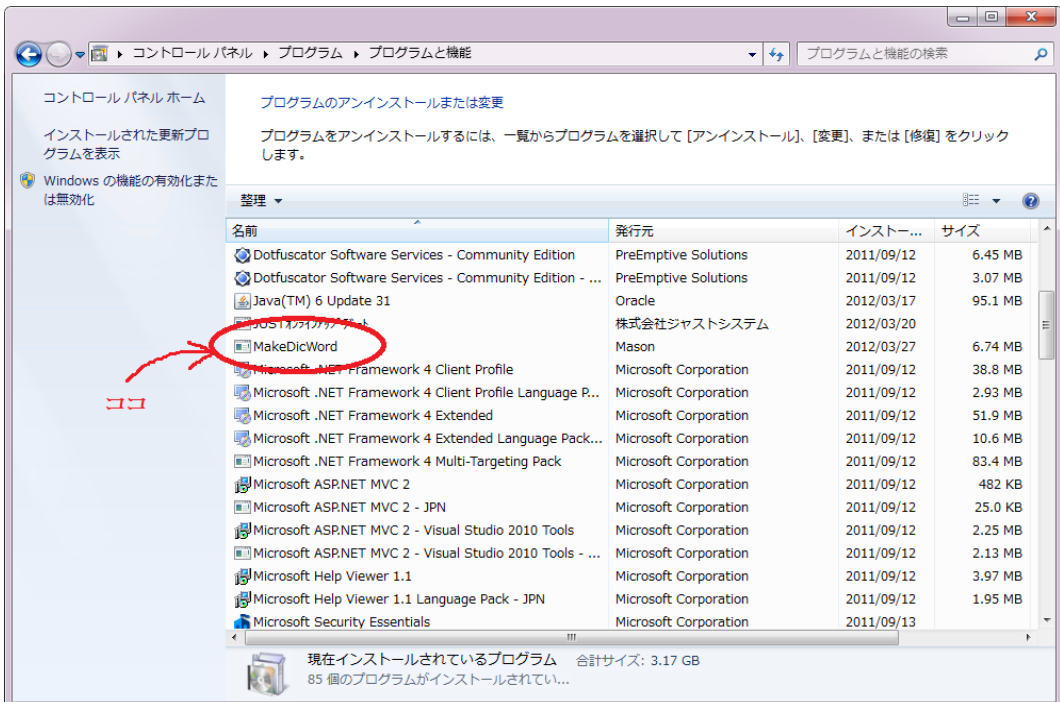 コントロール パネル ▸ プログラム ▸ プログラムと機能
プログラムと機能の検索
コントロール パネル ホーム
インストールされた更新プロ
グラムを表示
Windows の機能の有効化また
は無効化
プログラムのアンインストールまたは変更
プログラムをアンインストールするには、一覧からプログラムを選択して [アンインストール]、[変更]、または [修復] をクリック
します。
整理
名前 発行元 インストー... サイズ
Dotfuscator Software Services - Community Edition PreEmptive Solutions 2011/09/12 6.45 MB
Dotfuscator Software Services - Community Edition - ... PreEmptive Solutions 2011/09/12 3.07 MB
Java(TM) 6 Update 31 Oracle 2012/03/17 95.1 MB
JUSTオンラインアップデート 株式会社ジャストシステム 2012/03/20
MakeDicWord Mason 2012/03/27 6.74 MB
Microsoft .NET Framework 4 Client Profile Microsoft Corporation 2011/09/12 38.8 MB
Microsoft .NET Framework 4 Client Profile Language P... Microsoft Corporation 2011/09/12 2.93 MB
Microsoft .NET Framework 4 Extended Microsoft Corporation 2011/09/12 51.9 MB
Microsoft .NET Framework 4 Extended Language Pack... Microsoft Corporation 2011/09/12 10.6 MB
Microsoft .NET Framework 4 Multi-Targeting Pack Microsoft Corporation 2011/09/12 83.4 MB
Microsoft ASP.NET MVC 2 Microsoft Corporation 2011/09/12 482 KB
Microsoft ASP.NET MVC 2 - JPN Microsoft Corporation 2011/09/12 25.0 KB
Microsoft ASP.NET MVC 2 - Visual Studio 2010 Tools Microsoft Corporation 2011/09/12 2.25 MB
Microsoft ASP.NET MVC 2 - Visual Studio 2010 Tools - ... Microsoft Corporation 2011/09/12 2.13 MB
Microsoft Help Viewer 1.1 Microsoft Corporation 2011/09/12 3.97 MB
Microsoft Help Viewer 1.1 Language Pack - JPN Microsoft Corporation 2011/09/12 1.95 MB
Microsoft Security Essentials Microsoft Corporation 2011/09/13
ココ
現在インストールされているプログラム 合計サイズ: 3.17 GB
85 個のプログラムがインストールされてい...